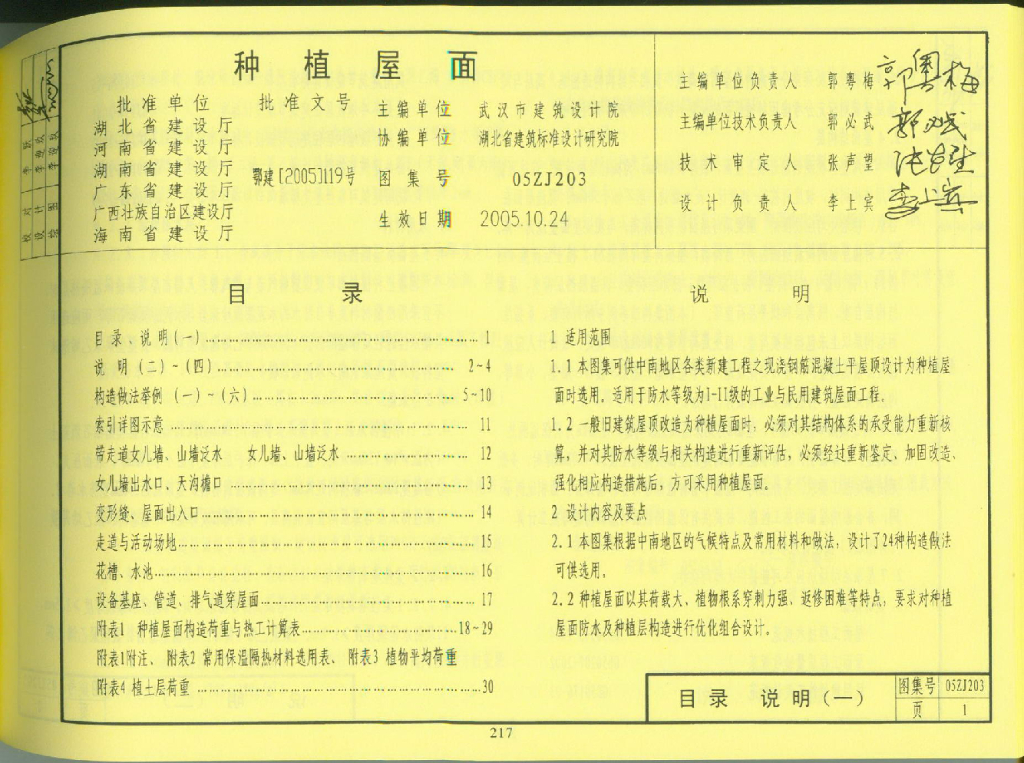 种植屋面
批准单位 批准文号
湖北省建设厅
河南省建设厅
湖南省建设厅
广东省建设厅
广西壮族自治区建设厅
海南省建设厅
鄂建[2005]119号
主编单位 武汉市建筑设计院
协编单位 湖北省建筑标准设计研究院
图集号 05ZJ203
生效日期 2005.10.24
主编单位负责人 郭粤梅
主编单位技术负责人 郭必武
技术审定人 张声望
设计负责人 李上宾
目 录
目录、说明(一) 1
说 明 (二)~(四) 2~4
构造做法举例 (一)~(六) 5~10
索引详图示意 11
带走道女儿墙、山墙泛水 女儿墙、山墙泛水 12
女儿墙出水口、天沟檐口 13
变形缝、屋面出入口 14
走道与活动场地 15
花槽、水池 16
设备基座、管道、排气道穿屋面 17
附表1 种植屋面构造荷重与热工计算表 18~29
附表1附注、附表2 常用保温隔热材料选用表、附表3 植物平均荷重
附表4 植土层荷重 30
说 明
1 适用范围
1.1 本图集可供中南地区各类新建工程之现浇钢筋混凝土平屋顶设计为种植屋
面时选用。适用于防水等级为I-II级的工业与民用建筑屋面工程。
1.2 一般旧建筑屋顶改造为种植屋面时，必须对其结构体系的承受能力重新核
算，并对其防水等级与相关构造进行重新评估，必须经过重新鉴定、加固改造、
强化相应构造措施后，方可采用种植屋面。
2 设计内容及要点
2.1 本图集根据中南地区的气候特点及常用材料和做法，设计了24种构造做法
可供选用。
2.2 种植屋面以其荷载大、植物根系穿刺力强、返修困难等特点，要求对种植
屋面防水及种植层构造进行优化组合设计。
目录 说明(一)
图集号 05ZJ203
页 1
217